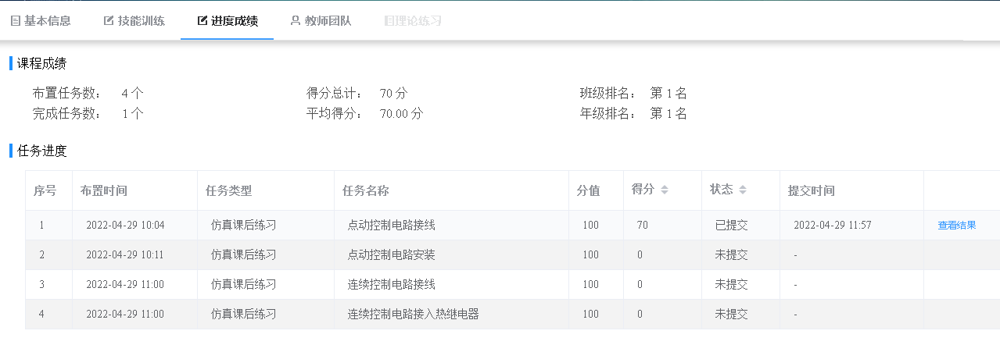 基本信息 技能训练 进度成绩 教师团队 理论练习
课程成绩
布置任务数： 4 个 得分总计： 70 分 班级排名： 第 1 名
完成任务数： 1 个 平均得分： 70.00 分 年级排名： 第 1 名
任务进度
序号 布置时间 任务类型 任务名称 分值 得分 状态 提交时间
1 2022-04-29 10:04 仿真课后练习 点动控制电路接线 100 70 已提交 2022-04-29 11:57 查看结果
2 2022-04-29 10:11 仿真课后练习 点动控制电路安装 100 0 未提交 -
3 2022-04-29 11:00 仿真课后练习 连续控制电路接线 100 0 未提交 -
4 2022-04-29 11:00 仿真课后练习 连续控制电路接入热继电器 100 0 未提交 -